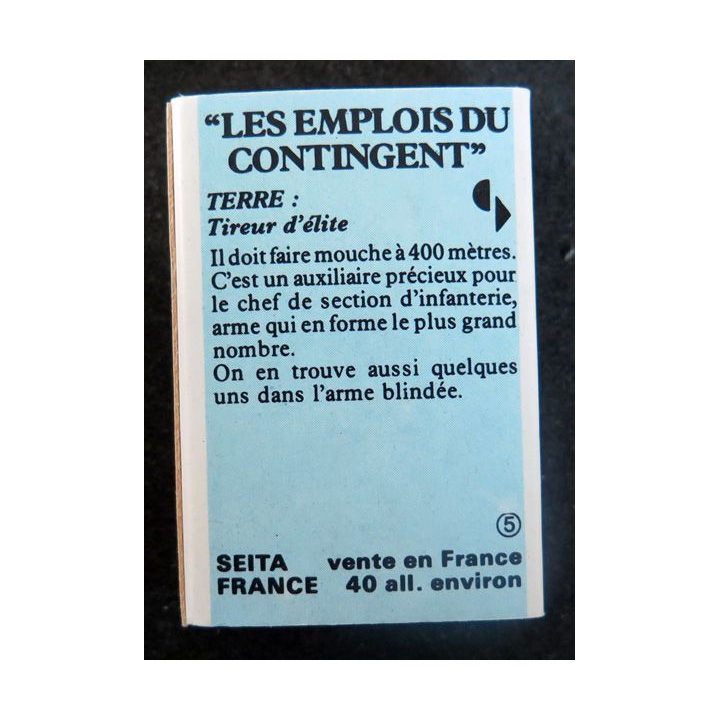 “LES EMPLOIS DU
CONTINGENT”
TERRE :
Tireur d’élite
Il doit faire mouche à 400 mètres.
C’est un auxiliaire précieux pour
le chef de section d’infanterie,
arme qui en forme le plus grand
nombre.
On en trouve aussi quelques
uns dans l’arme blindée.
5
SEITA vente en France
FRANCE 40 all. environ